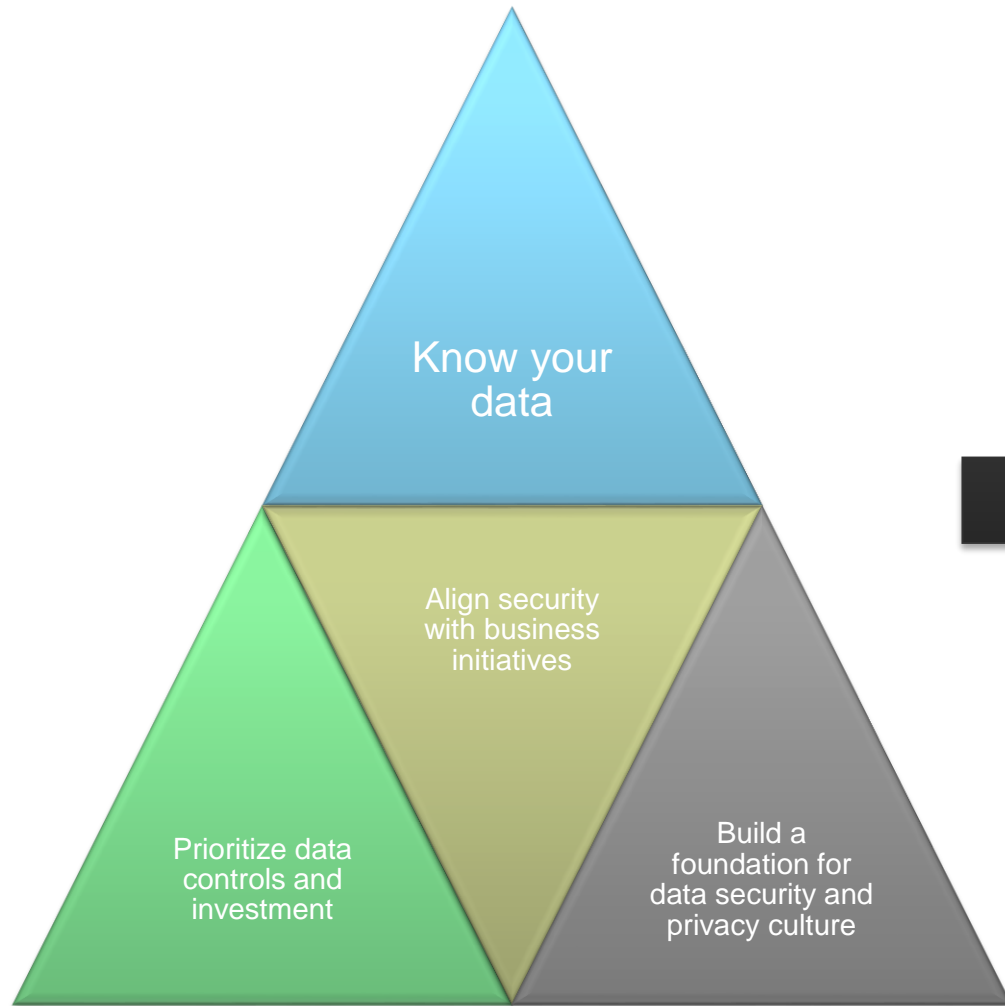 Know your
data
Align security
with business
initiatives
Prioritize data
controls and
investment
Build a
foundation for
data security and
privacy culture